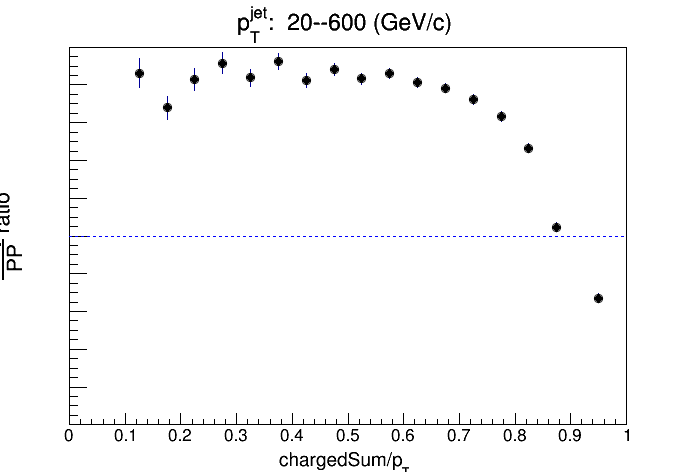 p_T^jet: 20--600 (GeV/c)
PP ratio
0 0.1 0.2 0.3 0.4 0.5 0.6 0.7 0.8 0.9 1
chargedSum/p_T